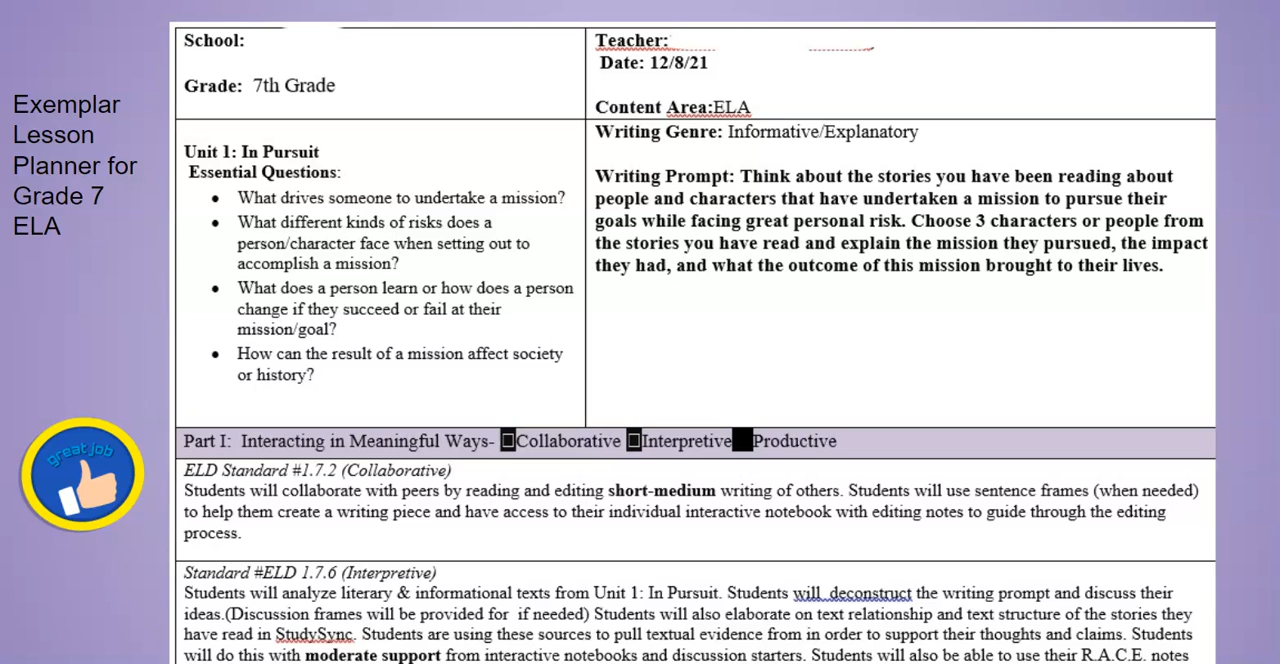 Exemplar
Lesson
Planner for
Grade 7
ELA
great job
School:
Grade: 7th Grade
Teacher:
Date: 12/8/21
Content Area:ELA
Unit 1: In Pursuit
Essential Questions:
• What drives someone to undertake a mission?
• What different kinds of risks does a
person/character face when setting out to
accomplish a mission?
• What does a person learn or how does a person
change if they succeed or fail at their
mission/goal?
• How can the result of a mission affect society
or history?
Writing Genre: Informative/Explanatory
Writing Prompt: Think about the stories you have been reading about
people and characters that have undertaken a mission to pursue their
goals while facing great personal risk. Choose 3 characters or people from
the stories you have read and explain the mission they pursued, the impact
they had, and what the outcome of this mission brought to their lives.
Part I: Interacting in Meaningful Ways- Collaborative Interpretive Productive
ELD Standard #1.7.2 (Collaborative)
Students will collaborate with peers by reading and editing short-medium writing of others. Students will use sentence frames (when needed)
to help them create a writing piece and have access to their individual interactive notebook with editing notes to guide through the editing
process.
Standard #ELD 1.7.6 (Interpretive)
Students will analyze literary & informational texts from Unit 1: In Pursuit. Students will deconstruct the writing prompt and discuss their
ideas.(Discussion frames will be provided for if needed) Students will also elaborate on text relationship and text structure of the stories they
have read in StudySync. Students are using these sources to pull textual evidence from in order to support their thoughts and claims. Students
will do this with moderate support from interactive notebooks and discussion starters. Students will also be able to use their R.A.C.E. notes